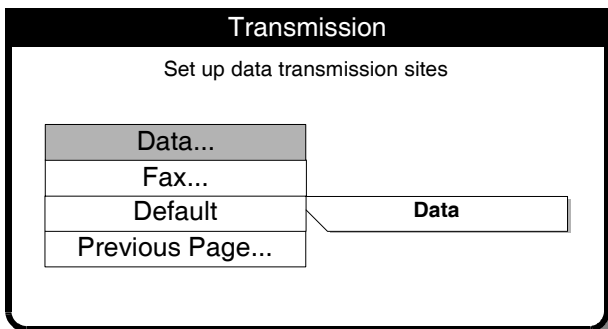 Transmission
Set up data transmission sites
Data...
Fax...
Default
Data
Previous Page...